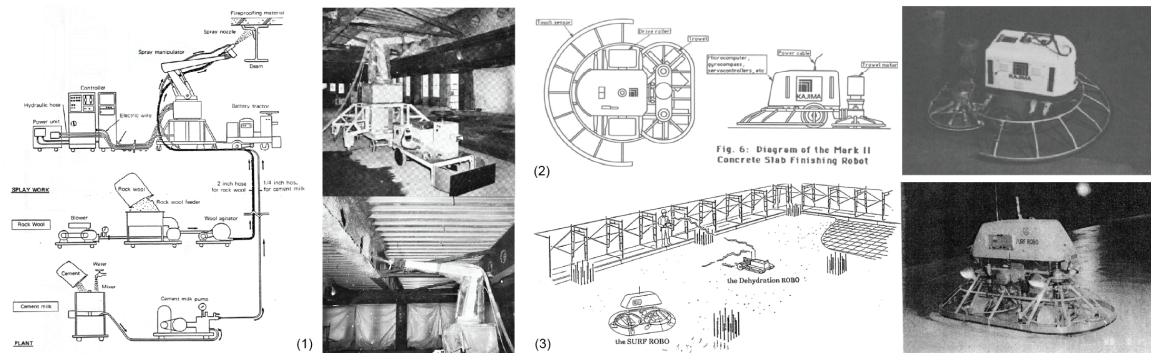 Fireproofing material
Spray nozzle
Spray manipulator
Beam
Controller
Hydraulic hose
Power unit
Electric wire
Battery tractor
2 inch hose
for rock wool
1/4 inch hose
for cement milk
SPLAY WORK
Rock wool
Rock wool feeder
Rock Wool
Blower
Wool agitator
Cement
Water
Mixer
Cement milk
Cement milk pump
PLANT
(1)
Touch sensor
Drive roller
Trowel
Microcomputer,
gyrocompass,
servocontrollers, etc
Power cable
Trowel motor
KAJIMA
Fig. 6: Diagram of the Mark II
Concrete Slab Finishing Robot
(2)
KAJIMA
the Dehydration ROBO
the SURF ROBO
(3)
SURF ROBO